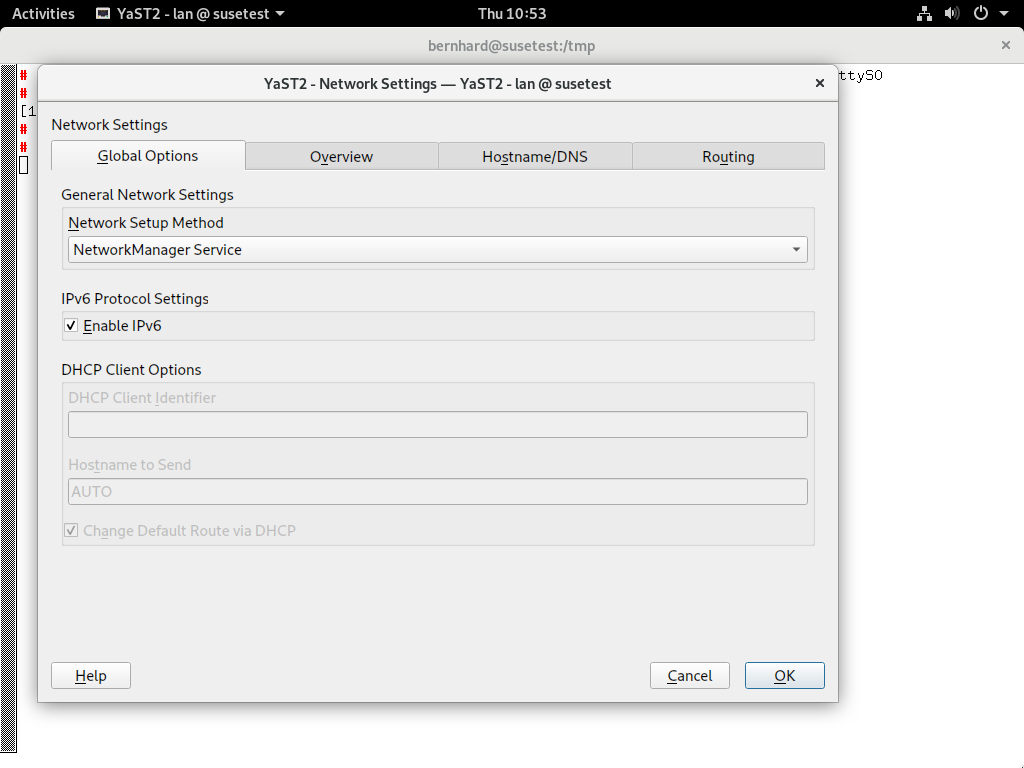 Activities YaST2 - lan @ susetest Thu 10:53
bernhard@susetest:/tmp ×
# ttyS0
#
[1
#
#
YaST2 - Network Settings — YaST2 - lan @ susetest ×
Network Settings
Global Options Overview Hostname/DNS Routing
General Network Settings
Network Setup Method
NetworkManager Service
IPv6 Protocol Settings
Enable IPv6
DHCP Client Options
DHCP Client Identifier
Hostname to Send
AUTO
Change Default Route via DHCP
Help Cancel OK